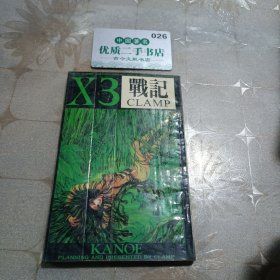 026
优质二手书店
X3 戰記
CLAMP
KANOE
PLANNING AND PRESENTED BY CLAMP